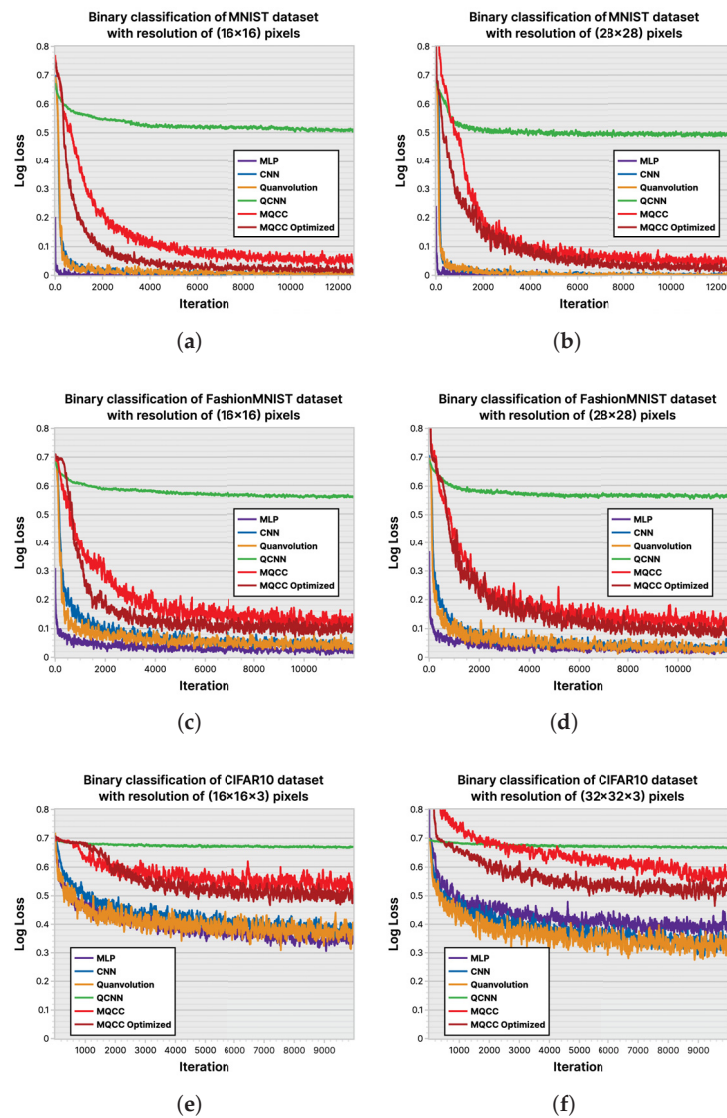 Binary classification of MNIST dataset
with resolution of (16×16) pixels
0.8
0.7
0.6
0.5
0.4
0.3
0.2
0.1
0
Log Loss
MLP
CNN
Quanvolution
QCNN
MQCC
MQCC Optimized
0.0 2000 4000 6000 8000 10000 12000
Iteration
(a)
Binary classification of MNIST dataset
with resolution of (28×28) pixels
0.8
0.7
0.6
0.5
0.4
0.3
0.2
0.1
0
Log Loss
MLP
CNN
Quanvolution
QCNN
MQCC
MQCC Optimized
0.0 2000 4000 6000 8000 10000 12000
Iteration
(b)
Binary classification of FashionMNIST dataset
with resolution of (16×16) pixels
0.8
0.7
0.6
0.5
0.4
0.3
0.2
0.1
0
Log Loss
MLP
CNN
Quanvolution
QCNN
MQCC
MQCC Optimized
0.0 2000 4000 6000 8000 10000
Iteration
(c)
Binary classification of FashionMNIST dataset
with resolution of (28×28) pixels
0.8
0.7
0.6
0.5
0.4
0.3
0.2
0.1
0
Log Loss
MLP
CNN
Quanvolution
QCNN
MQCC
MQCC Optimized
0.0 2000 4000 6000 8000 10000
Iteration
(d)
Binary classification of CIFAR10 dataset
with resolution of (16×16×3) pixels
0.8
0.7
0.6
0.5
0.4
0.3
0.2
0.1
0
Log Loss
MLP
CNN
Quanvolution
QCNN
MQCC
MQCC Optimized
1000 2000 3000 4000 5000 6000 7000 8000 9000
Iteration
(e)
Binary classification of CIFAR10 dataset
with resolution of (32×32×3) pixels
0.8
0.7
0.6
0.5
0.4
0.3
0.2
0.1
0
Log Loss
MLP
CNN
Quanvolution
QCNN
MQCC
MQCC Optimized
1000 2000 3000 4000 5000 6000 7000 8000 9000
Iteration
(f)